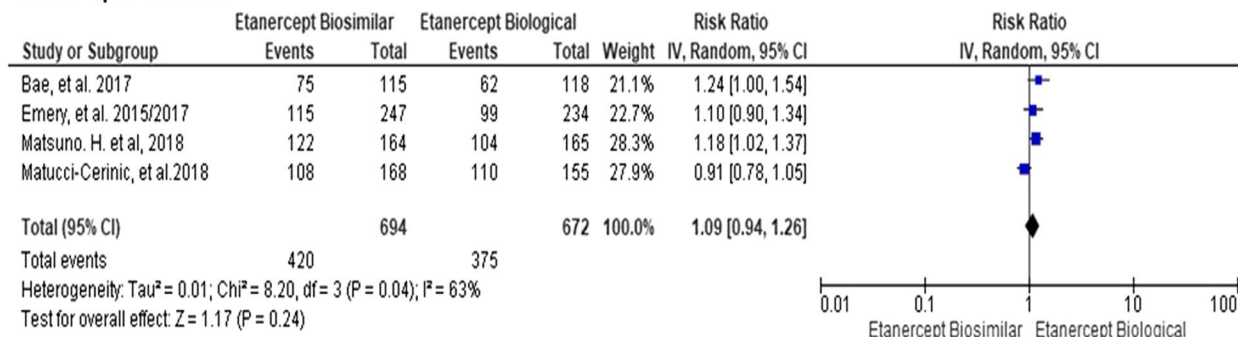 Etanercept Biosimilar Etanercept Biological Risk Ratio Risk Ratio
Study or Subgroup Events Total Events Total Weight IV, Random, 95% CI IV, Random, 95% CI
Bae, et al. 2017 75 115 62 118 21.1% 1.24 [1.00, 1.54]
Emery, et al. 2015/2017 115 247 99 234 22.7% 1.10 [0.90, 1.34]
Matsuno. H. et al, 2018 122 164 104 165 28.3% 1.18 [1.02, 1.37]
Matucci-Cerinic, et al.2018 108 168 110 155 27.9% 0.91 [0.78, 1.05]
Total (95% CI) 694 672 100.0% 1.09 [0.94, 1.26]
Total events 420 375
Heterogeneity: Tau² = 0.01; Chi² = 8.20, df = 3 (P = 0.04); I² = 63%
Test for overall effect: Z = 1.17 (P = 0.24)
0.01 0.1 1 10 100
Etanercept Biosimilar Etanercept Biological